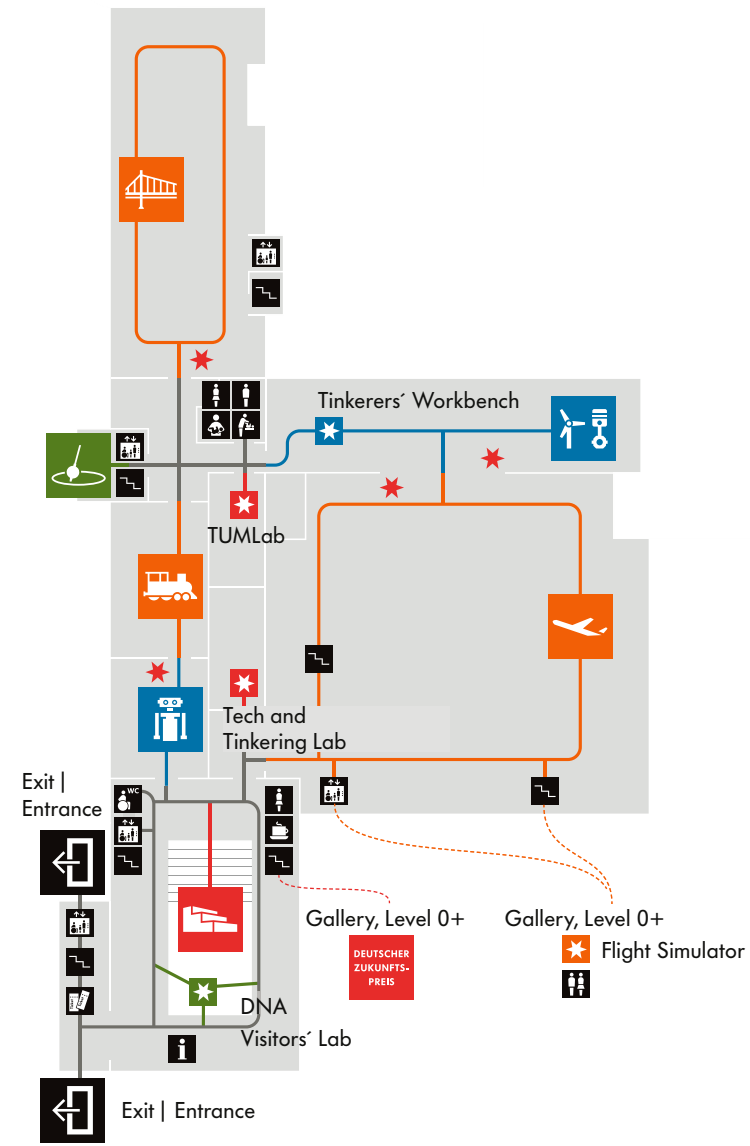 Tinkerers´ Workbench
TUMLab
Tech and
Tinkering Lab
Exit |
Entrance
WC
Gallery, Level 0+
DEUTSCHER
ZUKUNFTS-
PREIS
Gallery, Level 0+
Flight Simulator
DNA
Visitors´ Lab
i
Exit | Entrance